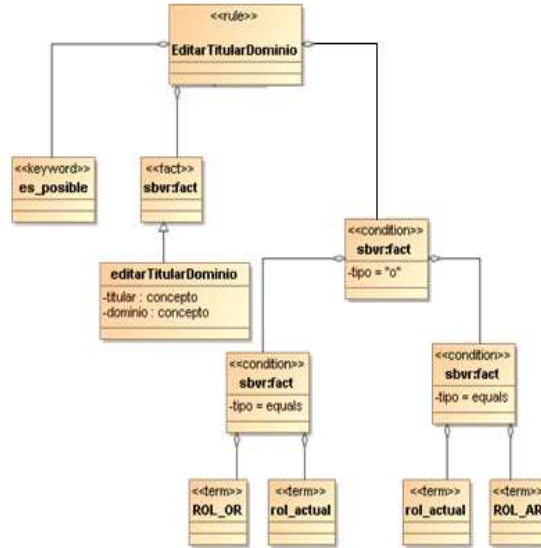 <<rule>>
EditarTitularDominio
<<keyword>>
es_posible
<<fact>>
sbvr:fact
<<condition>>
sbvr:fact
-tipo = "o"
editarTitularDominio
-titular : concepto
-dominio : concepto
<<condition>>
sbvr:fact
-tipo = equals
<<condition>>
sbvr:fact
-tipo = equals
<<term>>
ROL_OR
<<term>>
rol_actual
<<term>>
rol_actual
<<term>>
ROL_AR